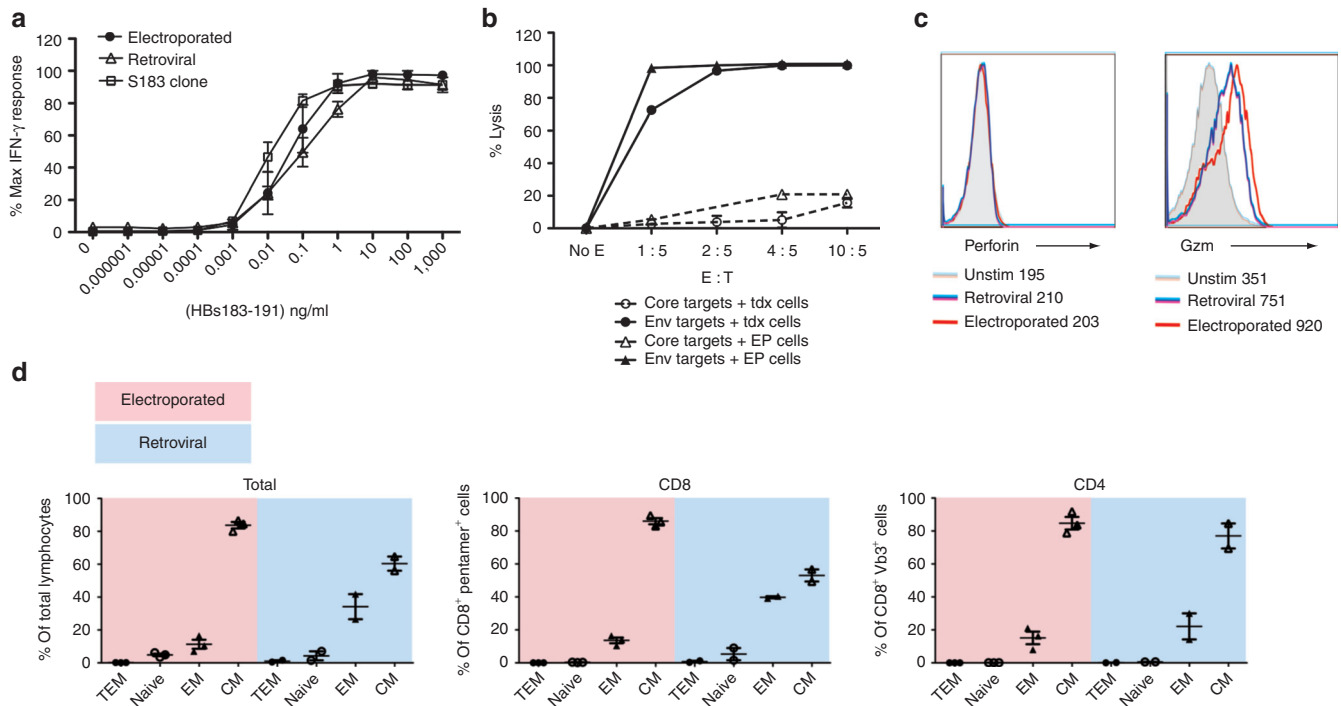 a
120
100
80
60
40
20
0
% Max IFN-γ response
Electroporated
Retroviral
S183 clone
0
0.000001
0.00001
0.0001
0.001
0.01
0.1
1
10
100
1,000
(HBs183-191) ng/ml
b
120
100
80
60
40
20
0
% Lysis
No E
1 : 5
2 : 5
4 : 5
10 : 5
E : T
Core targets + tdx cells
Env targets + tdx cells
Core targets + EP cells
Env targets + EP cells
c
Perforin
Unstim 195
Retroviral 210
Electroporated 203
Gzm
Unstim 351
Retroviral 751
Electroporated 920
d
Electroporated
Retroviral
Total
100
80
60
40
20
0
% Of total lymphocytes
TEM
Naive
EM
CM
TEM
Naive
EM
CM
CD8
100
80
60
40
20
0
% Of CD8+ pentamer+ cells
TEM
Naive
EM
CM
TEM
Naive
EM
CM
CD4
100
80
60
40
20
0
% Of CD8+ Vb3+ cells
TEM
Naive
EM
CM
TEM
Naive
EM
CM